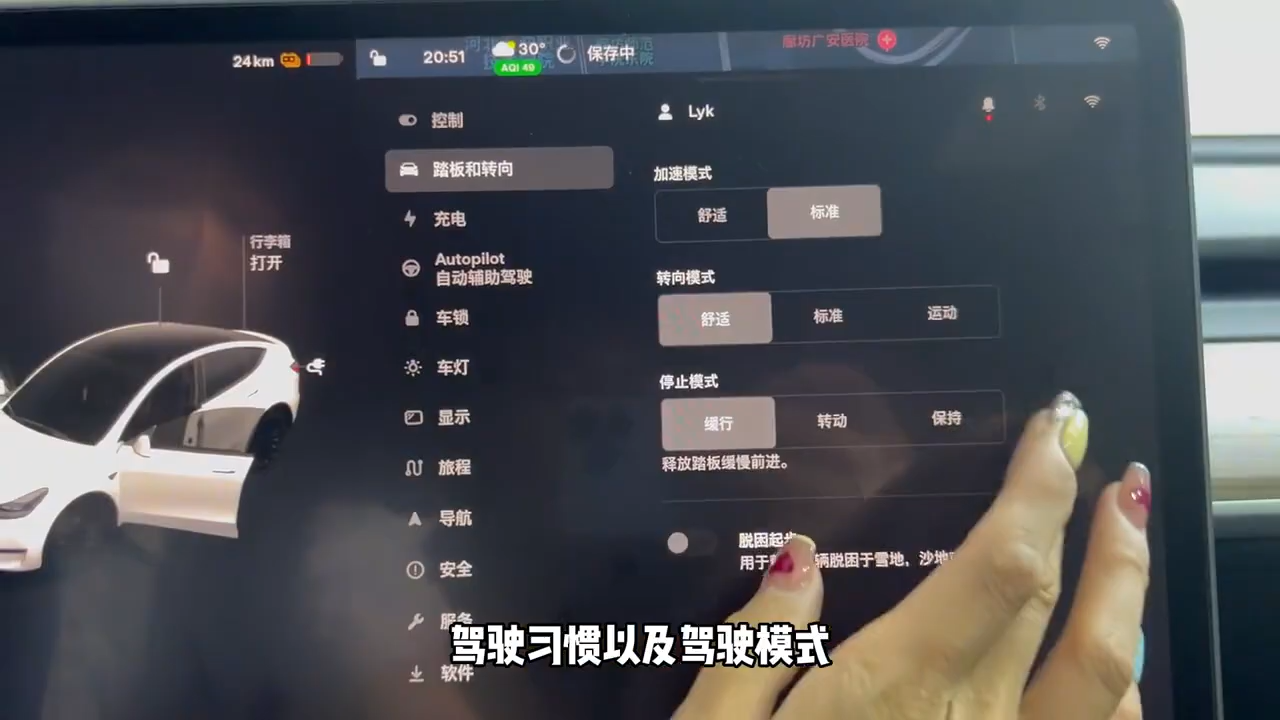 24km
20:51
30°
AQI 49
保存中
廊坊广安医院
Lyk
控制
踏板和转向
充电
Autopilot
自动辅助驾驶
车锁
车灯
显示
旅程
导航
安全
服务
软件
行李箱
打开
加速模式
舒适
标准
转向模式
舒适
标准
运动
停止模式
缓行
转动
保持
释放踏板缓慢前进。
脱困起步
驾驶习惯以及驾驶模式